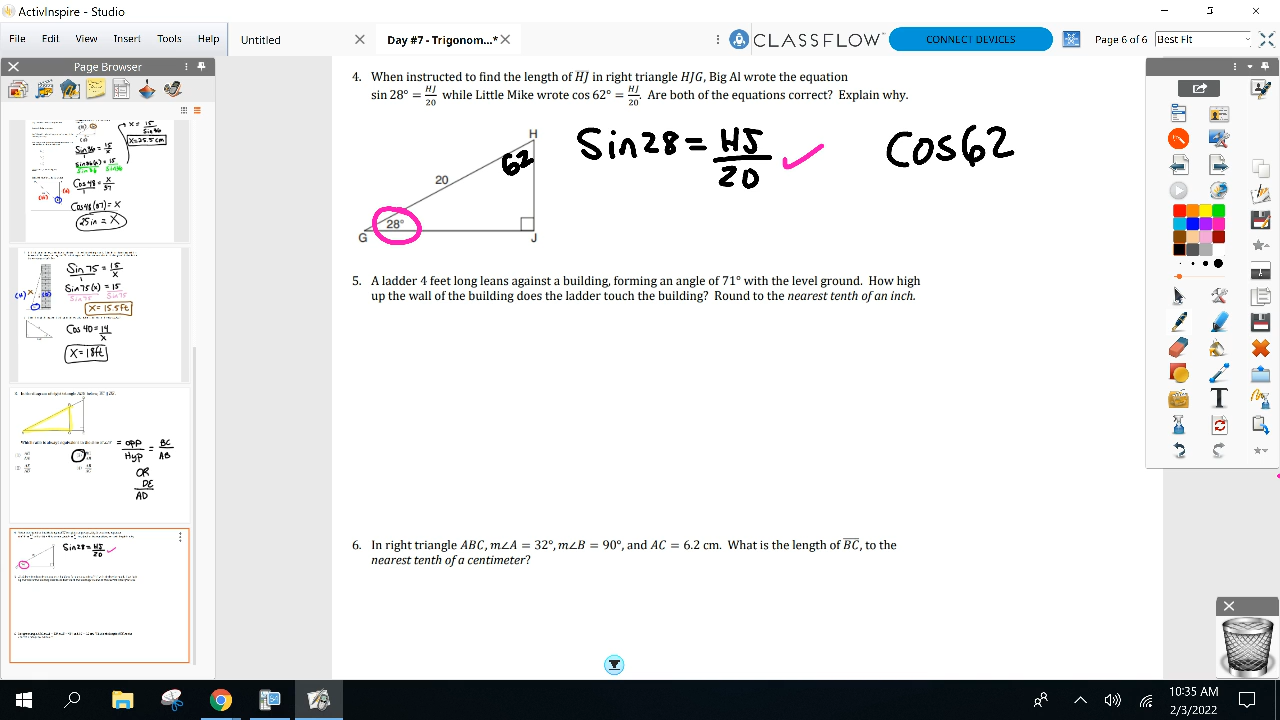 ActivInspire - Studio
File Edit View Insert Tools Help
Untitled
Day #7 - Trigonom...*
CLASSFLOW
CONNECT DEVICES
Page 6 of 6
Best Fit
Page Browser
4. When instructed to find the length of HJ in right triangle HJG, Big Al wrote the equation
sin 28° = HJ/20 while Little Mike wrote cos 62° = HJ/20. Are both of the equations correct? Explain why.
H
62
20
28°
G
J
Sin28 = HJ/20 ✓
Cos62
5. A ladder 4 feet long leans against a building, forming an angle of 71° with the level ground. How high
up the wall of the building does the ladder touch the building? Round to the nearest tenth of an inch.
6. In right triangle ABC, m∠A = 32°, m∠B = 90°, and AC = 6.2 cm. What is the length of BC, to the
nearest tenth of a centimeter?
Sin75 = 15/x
Sin75(x) = 15
Sin75 Sin75
x = 15.5ft
Cos 40 = 14/x
x = 18ft
= opp/Hyp = BC/AB
OR
DE/AD
Sin28 = HJ/20 ✓
10:35 AM
2/3/2022